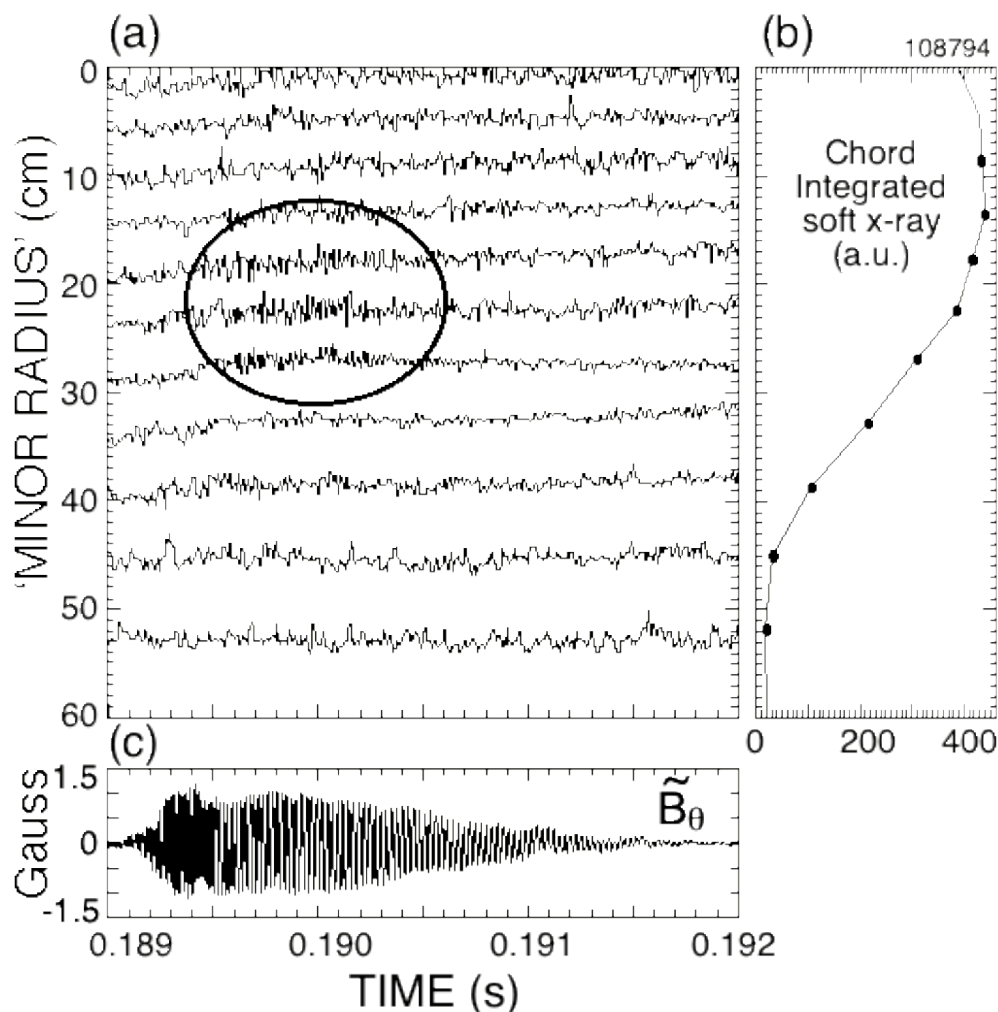 (a)
(b)
108794
0
10
20
30
40
50
60
'MINOR RADIUS' (cm)
Chord
Integrated
soft x-ray
(a.u.)
0
200
400
(c)
1.5
0
-1.5
Gauss
B̃θ
0.189
0.190
0.191
0.192
TIME (s)